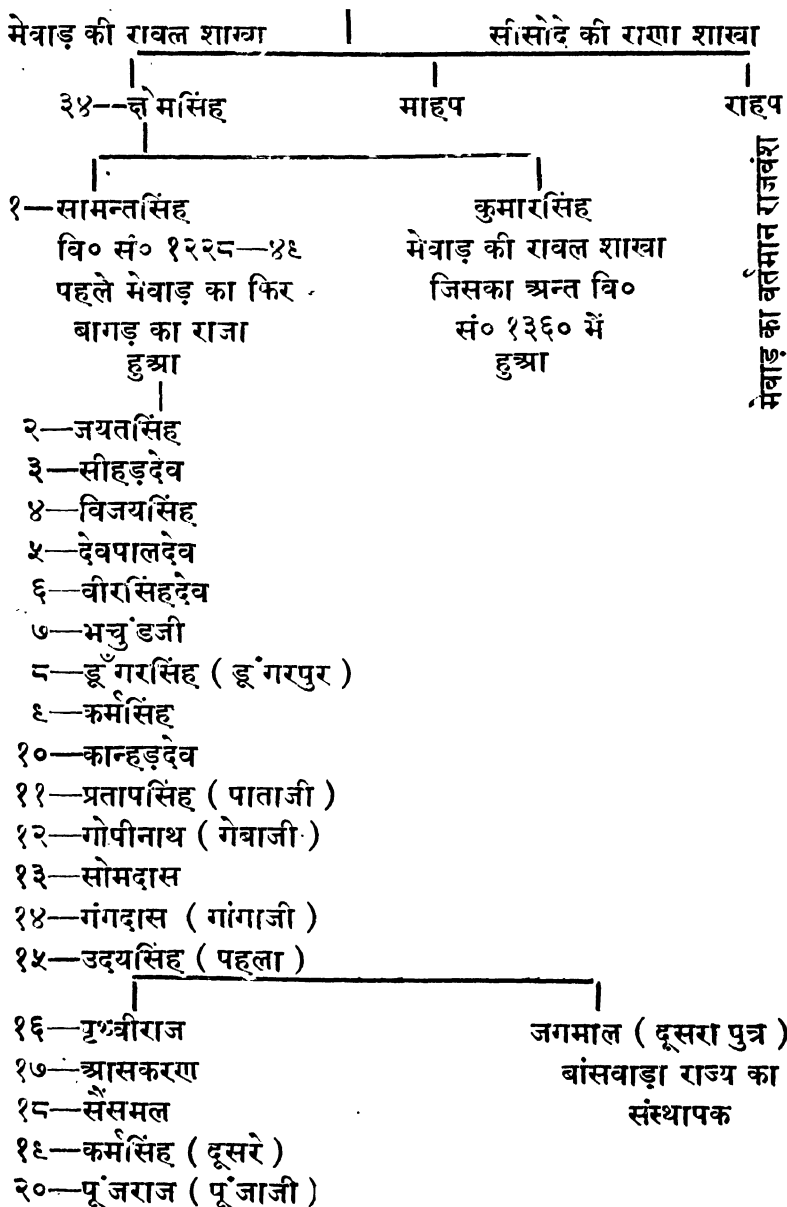 मेवाड़ की रावल शाखा सीसोदे की राणा शाखा
३४--क्षेमसिंह माहप राहप
१—सामन्तसिंह कुमारसिंह
वि० सं० १२२८—४९ मेवाड़ की रावल शाखा
पहले मेवाड़ का फिर जिसका अन्त वि०
बागड़ का राजा सं० १३६० में
हुआ हुआ
मेवाड़ का वर्तमान राजवंश
२—जयतसिंह
३—सीहड़देव
४—विजयसिंह
५—देवपालदेव
६—वीरसिंहदेव
७—भचुंडजी
८—डूँगरसिंह ( डूंगरपुर )
९—कर्मसिंह
१०—कान्हड़देव
११—प्रतापसिंह ( पाताजी )
१२—गोपीनाथ ( गेबाजी )
१३—सोमदास
१४—गंगदास ( गांगाजी )
१५—उदयसिंह ( पहला )
१६—पृथ्वीराज जगमाल ( दूसरा पुत्र )
१७—आसकरण बांसवाड़ा राज्य का
१८—सैंसमल संस्थापक
१९—कर्मसिंह ( दूसरे )
२०—पूंजराज ( पूंजाजी )